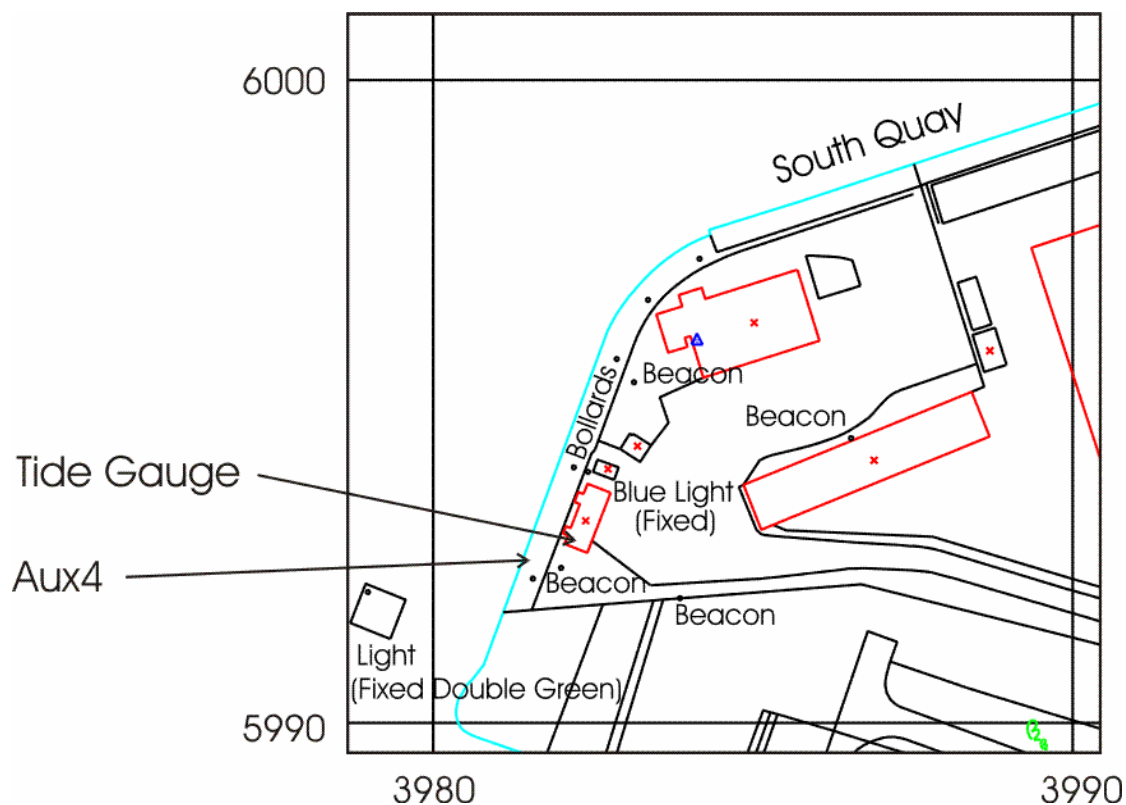 6000
South Quay
Beacon
Bollards
Beacon
Tide Gauge
Blue Light
(Fixed)
Aux4
Beacon
Beacon
Light
(Fixed Double Green)
5990
3980
3990